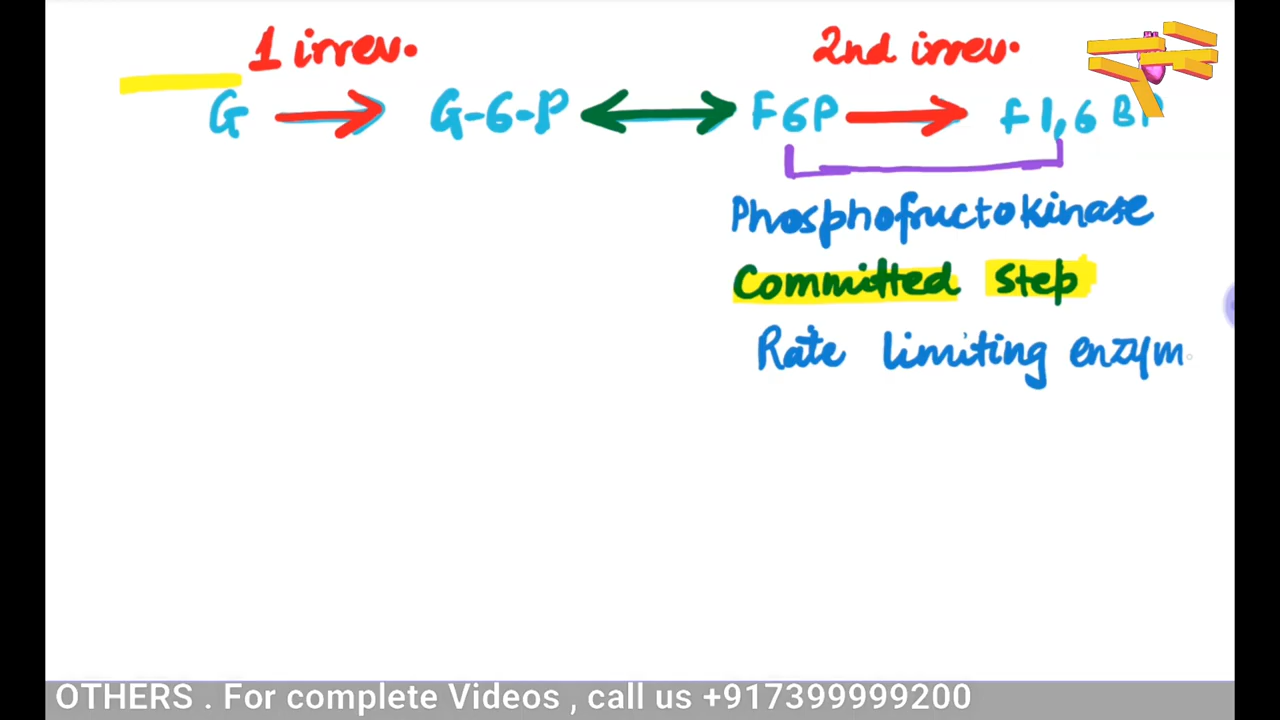 1 irrev. 2nd irrev.
G → G-6-P ↔ F6P → f 1,6 BP
Phosphofructokinase
Committed step
Rate limiting enzym
OTHERS . For complete Videos , call us +917399999200